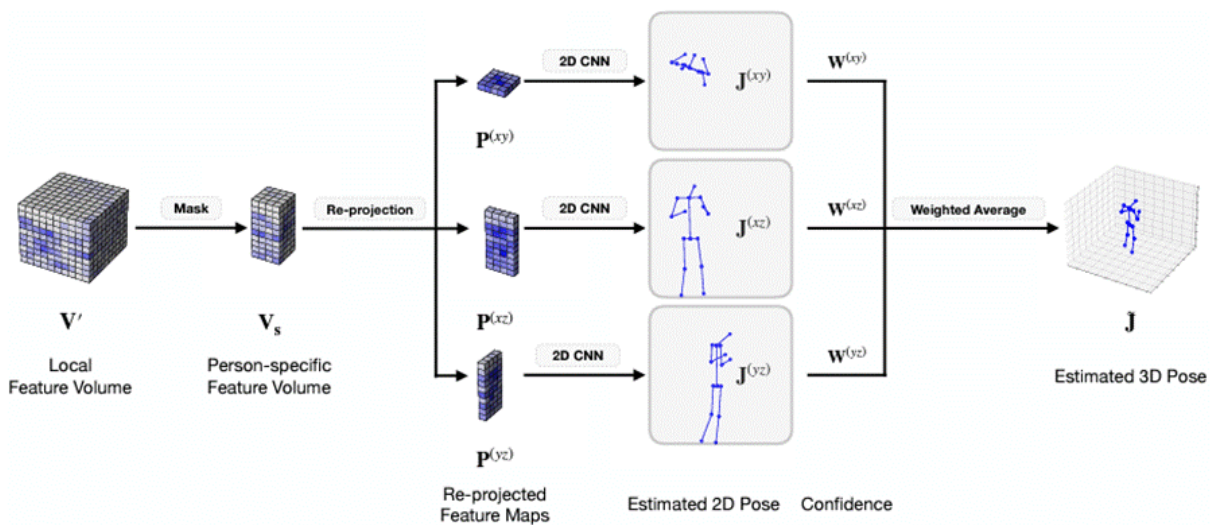 2D CNN
W(xy)
J(xy)
P(xy)
Mask
Re-projection
2D CNN
W(xz)
J(xz)
Weighted Average
V′
Vs
P(xz)
J̃
Local
Feature Volume
Person-specific
Feature Volume
2D CNN
W(yz)
J(yz)
Estimated 3D Pose
P(yz)
Re-projected
Feature Maps
Estimated 2D Pose
Confidence